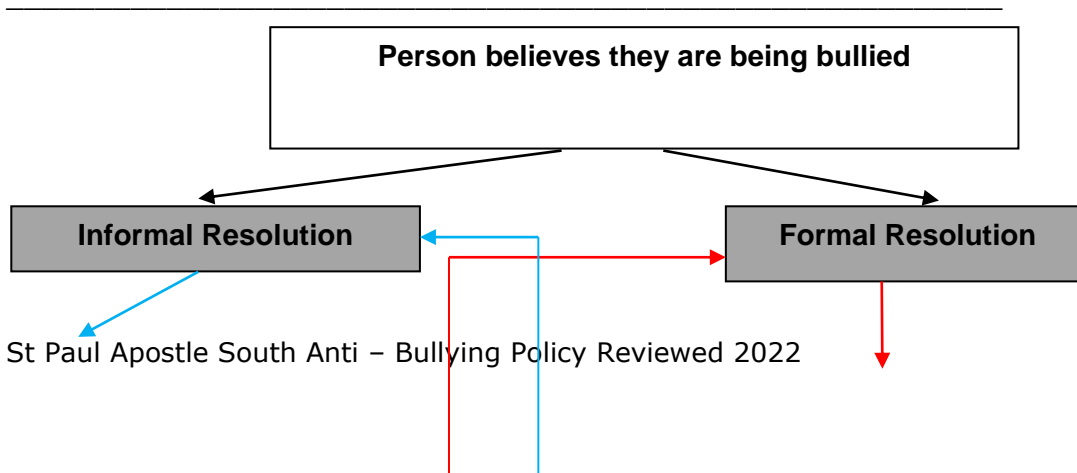 Person believes they are being bullied
Informal Resolution
Formal Resolution
St Paul Apostle South Anti – Bullying Policy Reviewed 2022